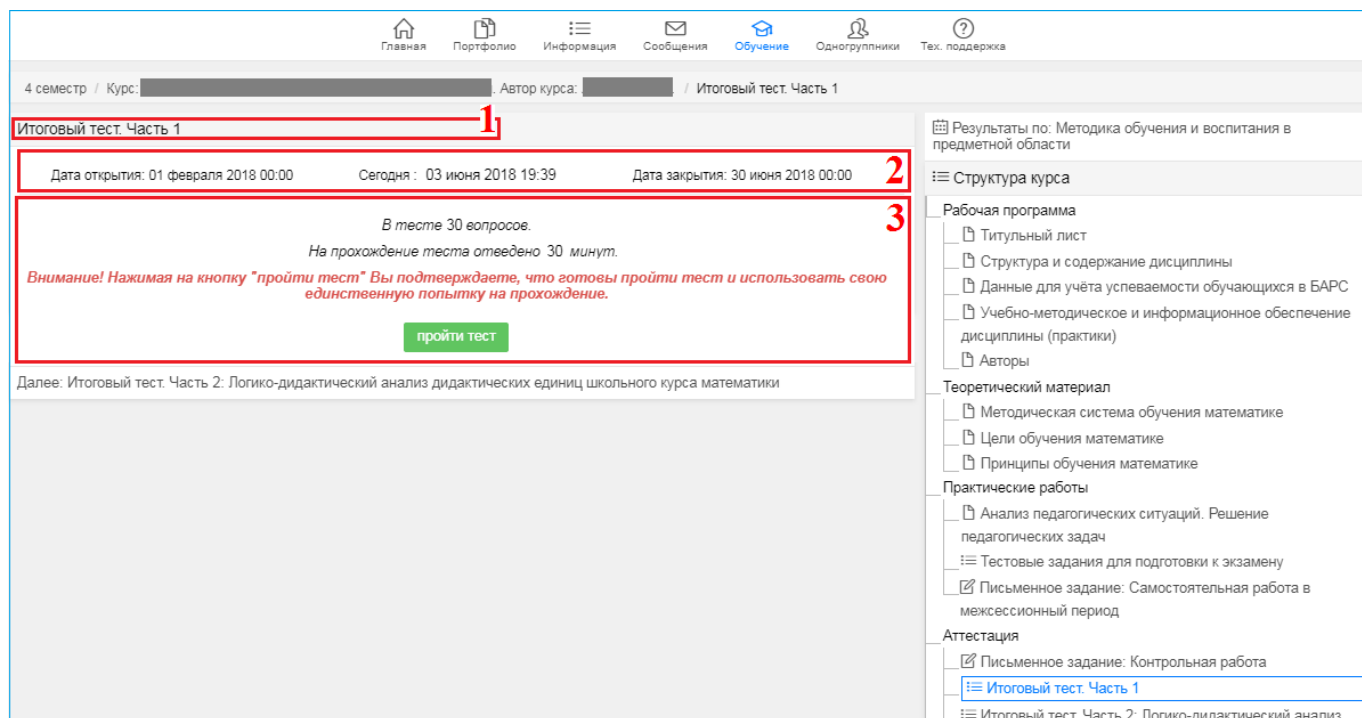 Главная Портфолио Информация Сообщения Обучение Одногруппники Тех. поддержка
4 семестр / Курс: . Автор курса: / Итоговый тест. Часть 1
Итоговый тест. Часть 1
1
Дата открытия: 01 февраля 2018 00:00 Сегодня : 03 июня 2018 19:39 Дата закрытия: 30 июня 2018 00:00
2
3
В тесте 30 вопросов.
На прохождение теста отведено 30 минут.
Внимание! Нажимая на кнопку "пройти тест" Вы подтверждаете, что готовы пройти тест и использовать свою
единственную попытку на прохождение.
пройти тест
Далее: Итоговый тест. Часть 2: Логико-дидактический анализ дидактических единиц школьного курса математики
Результаты по: Методика обучения и воспитания в
предметной области
Структура курса
Рабочая программа
Титульный лист
Структура и содержание дисциплины
Данные для учёта успеваемости обучающихся в БАРС
Учебно-методическое и информационное обеспечение
дисциплины (практики)
Авторы
Теоретический материал
Методическая система обучения математике
Цели обучения математике
Принципы обучения математике
Практические работы
Анализ педагогических ситуаций. Решение
педагогических задач
Тестовые задания для подготовки к экзамену
Письменное задание: Самостоятельная работа в
межсессионный период
Аттестация
Письменное задание: Контрольная работа
Итоговый тест. Часть 1
Итоговый тест. Часть 2: Логико-дидактический анализ